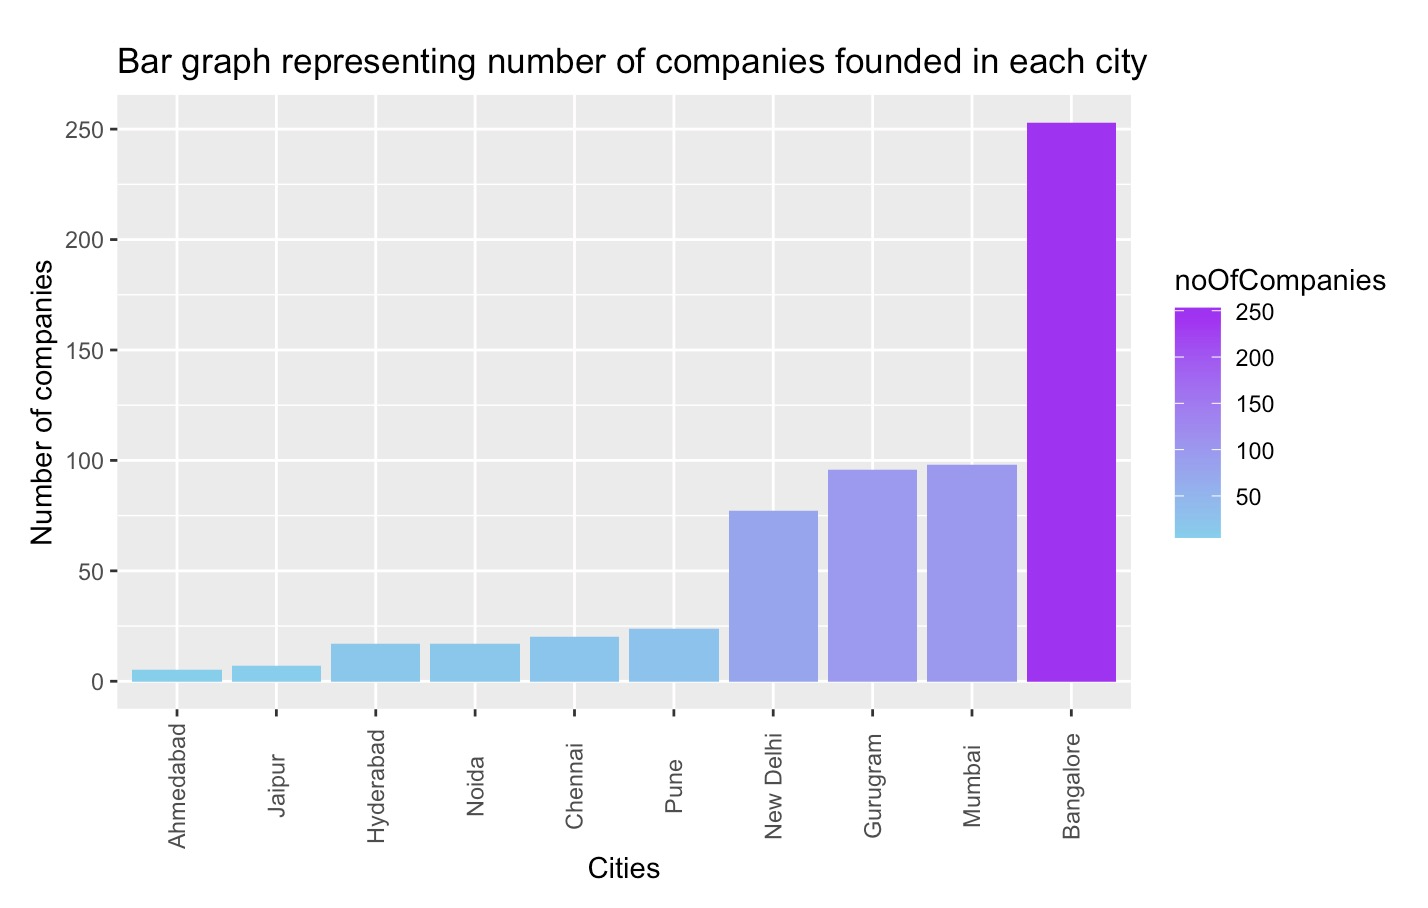 Bar graph representing number of companies founded in each city
Number of companies
250
200
150
100
50
0
Ahmedabad
Jaipur
Hyderabad
Noida
Chennai
Pune
New Delhi
Gurugram
Mumbai
Bangalore
Cities
noOfCompanies
250
200
150
100
50